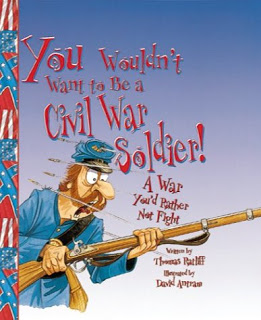 You Wouldn't
Want to Be a
Civil War
Soldier!
A War
You'd Rather
Not Fight
Written by
Thomas Ratliff
Illustrated by
David Antram